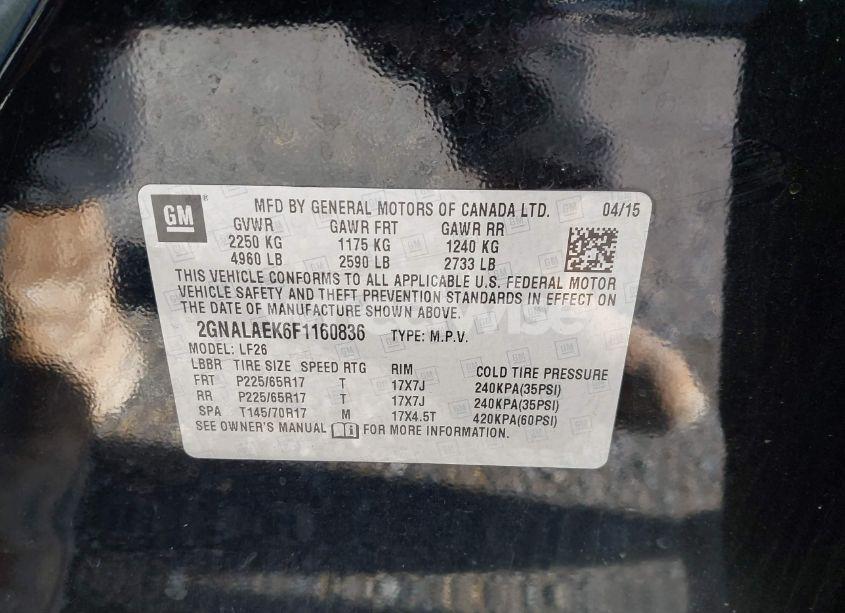 GM ® MFD BY GENERAL MOTORS OF CANADA LTD. 04/15
GVWR GAWR FRT GAWR RR
2250 KG 1175 KG 1240 KG
4960 LB 2590 LB 2733 LB
THIS VEHICLE CONFORMS TO ALL APPLICABLE U.S. FEDERAL MOTOR
VEHICLE SAFETY AND THEFT PREVENTION STANDARDS IN EFFECT ON
THE DATE OF MANUFACTURE SHOWN ABOVE.
2GNALAEK6F1160836 TYPE: M.P.V.
MODEL: LF26
LBBR TIRE SIZE SPEED RTG RIM COLD TIRE PRESSURE
FRT P225/65R17 T 17X7J 240KPA(35PSI)
RR P225/65R17 T 17X7J 240KPA(35PSI)
SPA T145/70R17 M 17X4.5T 420KPA(60PSI)
SEE OWNER'S MANUAL FOR MORE INFORMATION.